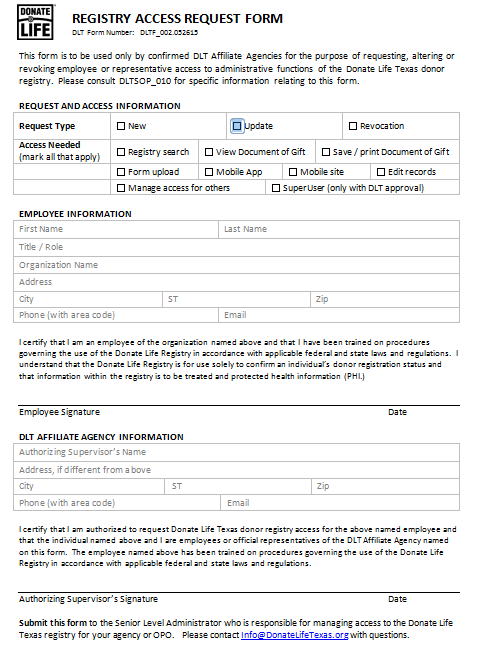 DONATE
LIFE
REGISTRY ACCESS REQUEST FORM
DLT Form Number: DLTF_002.052615
This form is to be used only by confirmed DLT Affiliate Agencies for the purpose of requesting, altering or
revoking employee or representative access to administrative functions of the Donate Life Texas donor
registry. Please consult DLTSOP_010 for specific information relating to this form.
REQUEST AND ACCESS INFORMATION
Request Type ☐ New ☐ Update ☐ Revocation
Access Needed
(mark all that apply) ☐ Registry search ☐ View Document of Gift ☐ Save / print Document of Gift
☐ Form upload ☐ Mobile App ☐ Mobile site ☐ Edit records
☐ Manage access for others ☐ SuperUser (only with DLT approval)
EMPLOYEE INFORMATION
First Name Last Name
Title / Role
Organization Name
Address
City ST Zip
Phone (with area code) Email
I certify that I am an employee of the organization named above and that I have been trained on procedures
governing the use of the Donate Life Registry in accordance with applicable federal and state laws and regulations. I
understand that the Donate Life Registry is for use solely to confirm an individual's donor registration status and
that information within the registry is to be treated and protected health information (PHI.)
Employee Signature Date
DLT AFFILIATE AGENCY INFORMATION
Authorizing Supervisor's Name
Address, if different from above
City ST Zip
Phone (with area code) Email
I certify that I am authorized to request Donate Life Texas donor registry access for the above named employee and
that the individual named above and I are employees or official representatives of the DLT Affiliate Agency named
on this form. The employee named above has been trained on procedures governing the use of the Donate Life
Registry in accordance with applicable federal and state laws and regulations.
Authorizing Supervisor's Signature Date
Submit this form to the Senior Level Administrator who is responsible for managing access to the Donate Life
Texas registry for your agency or OPO. Please contact Info@DonateLifeTexas.org with questions.